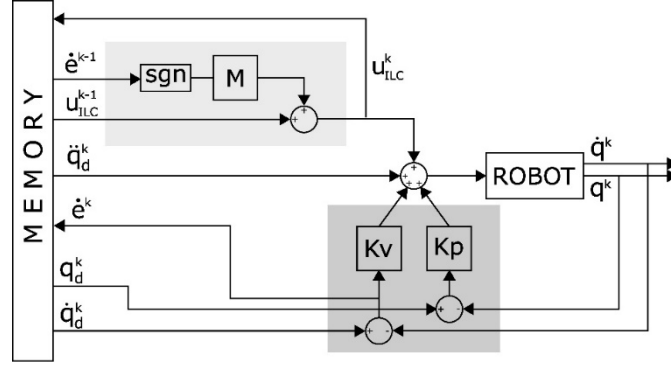 MEMORY
ė^{k-1}
sgn
M
u_{ILC}^{k}
u_{ILC}^{k-1}
+
+
q̈_d^k
+
+
+ +
ROBOT
q̇^k
q^k
ė^k
Kv
Kp
q_d^k
+
-
q̇_d^k
+
-